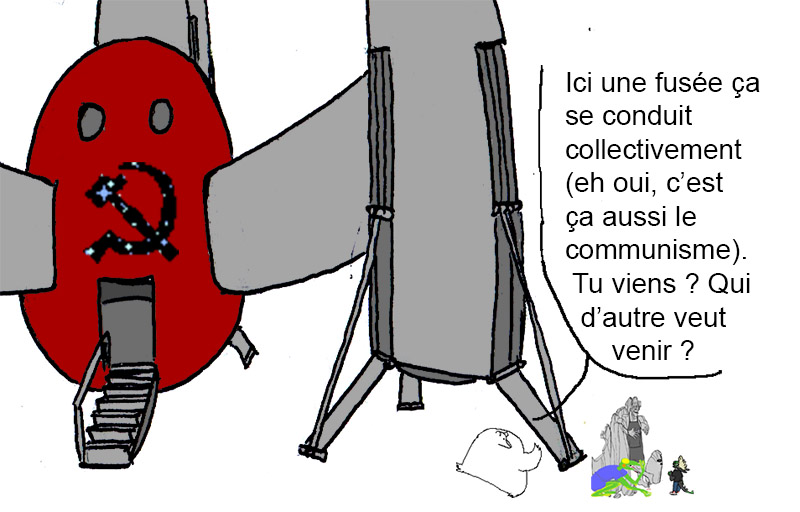 Ici une fusée ça
se conduit
collectivement
(eh oui, c’est
ça aussi le
communisme).
Tu viens ? Qui
d’autre veut
venir ?